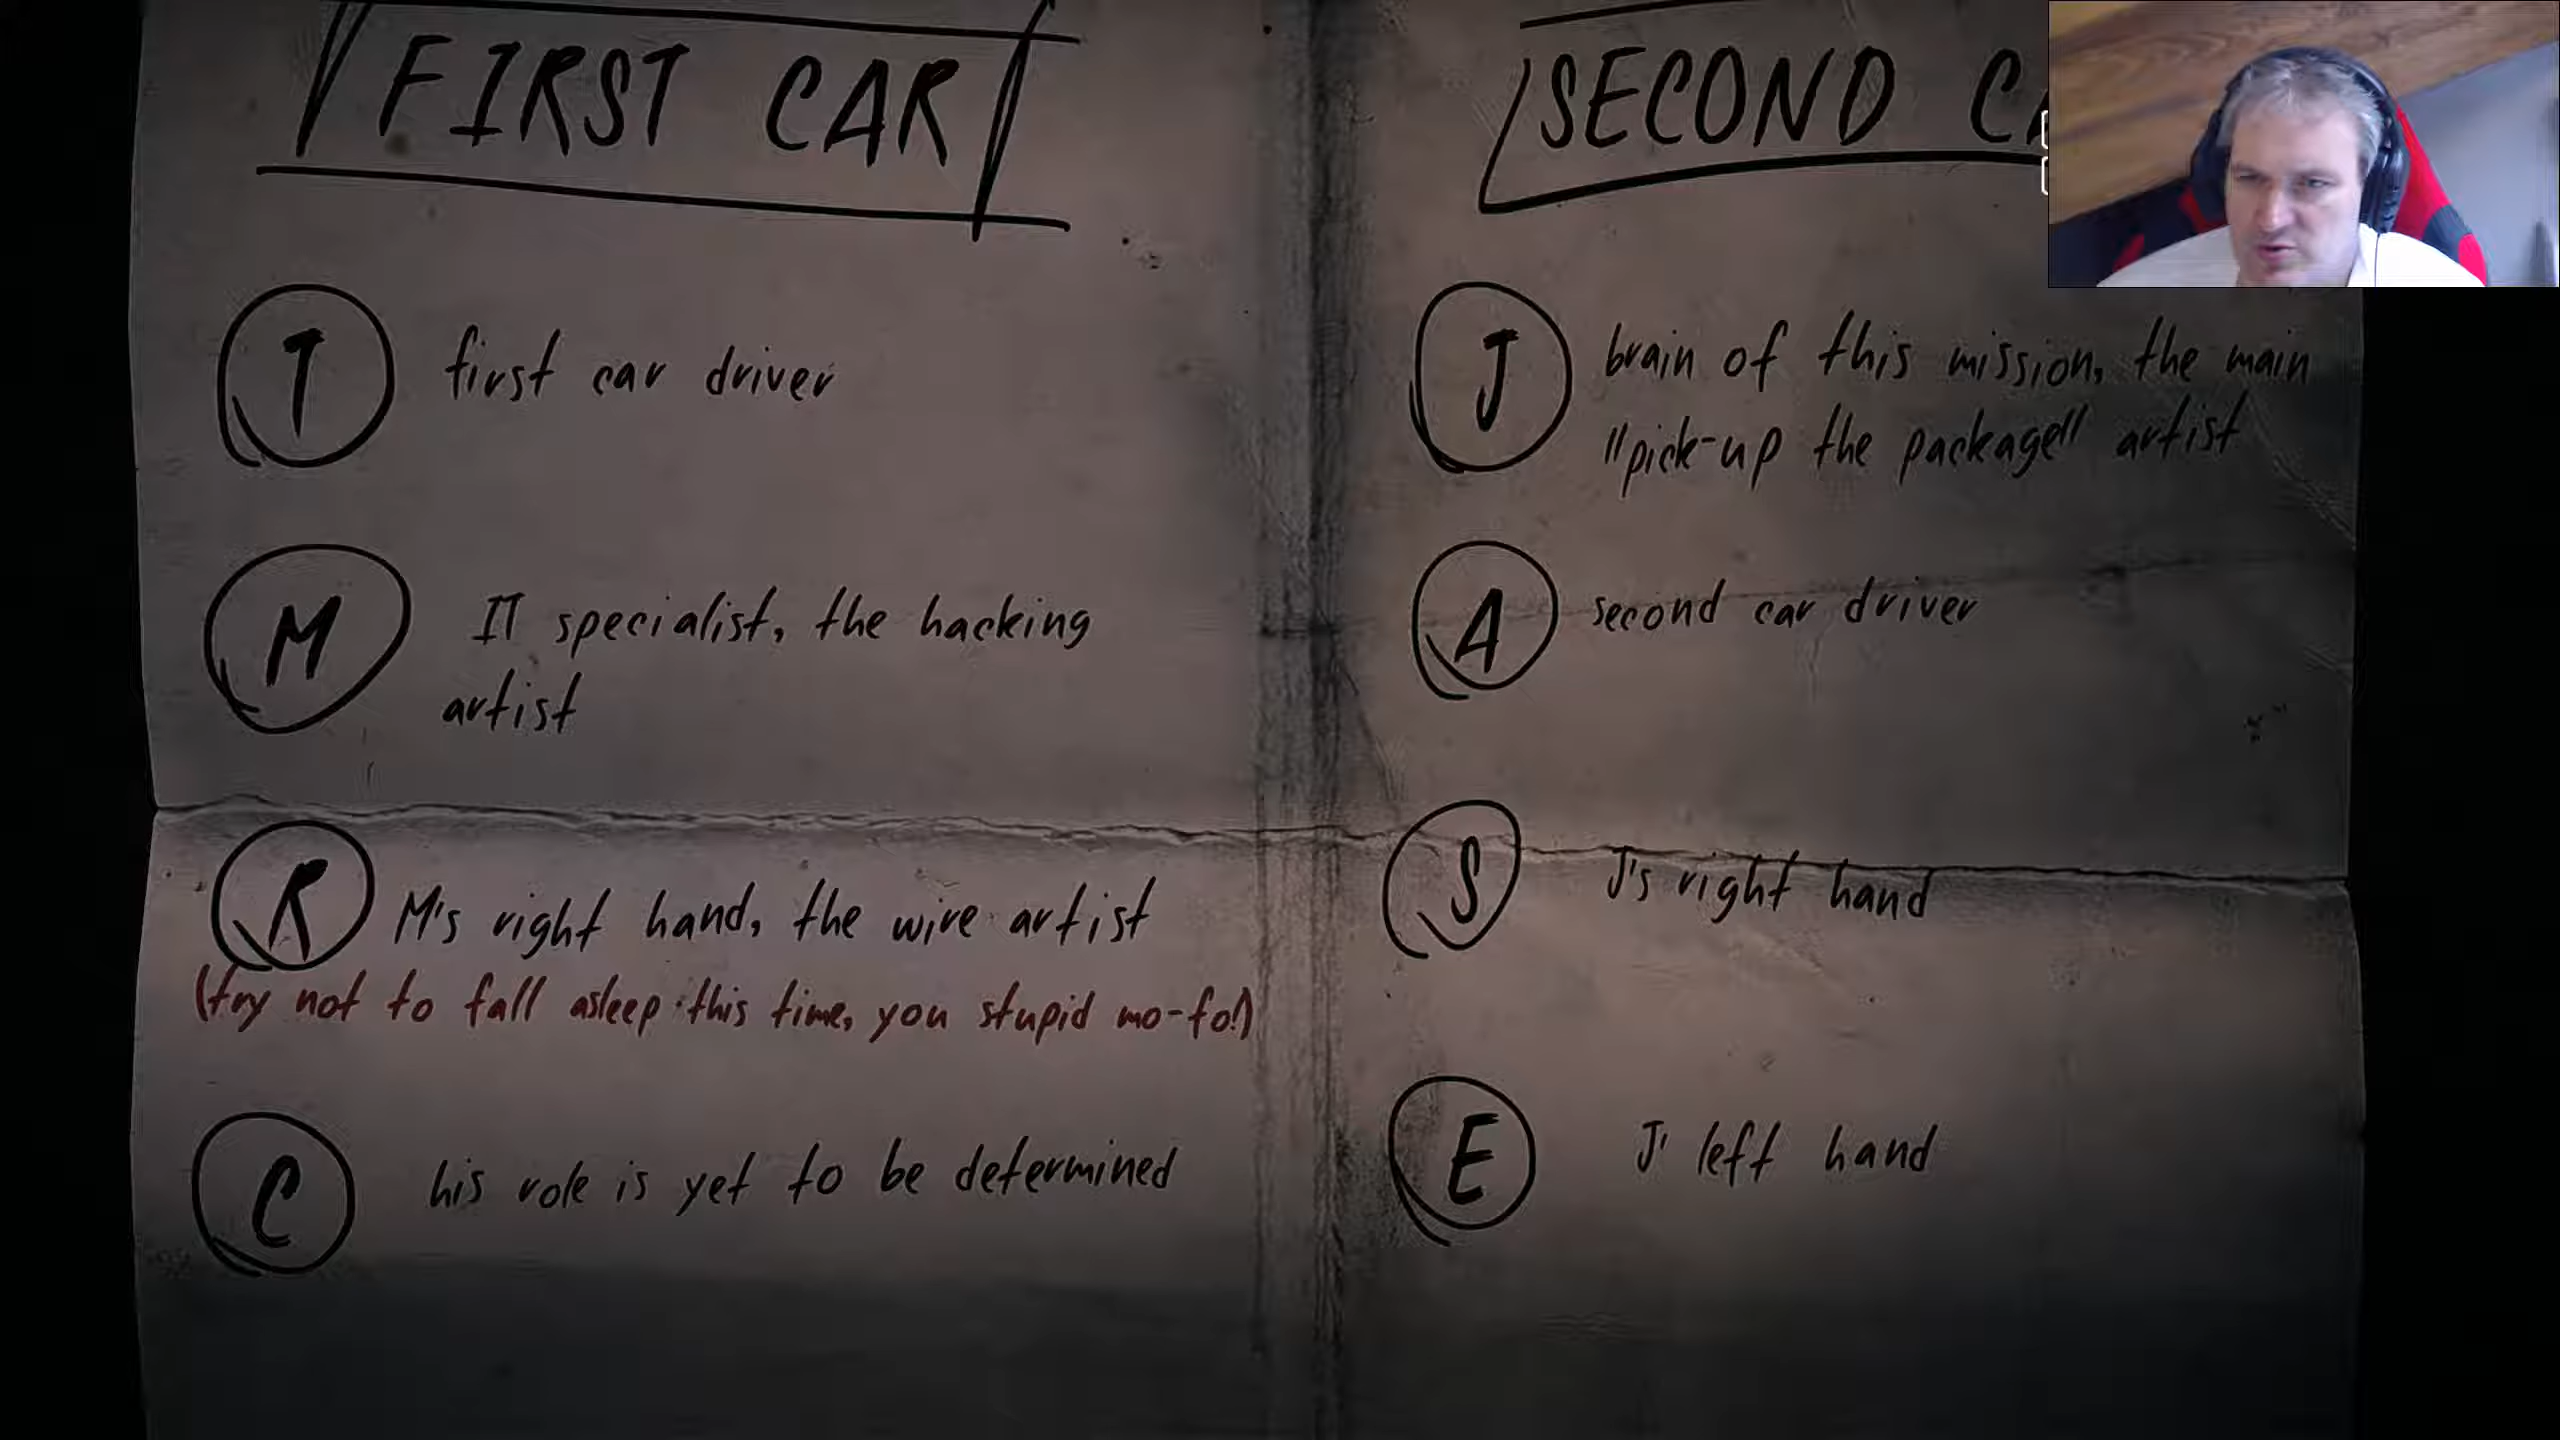 FIRST CAR
T first car driver
M IT specialist, the hacking
artist
R M's right hand, the wire artist
(try not to fall asleep this time, you stupid mo-fo!)
C his role is yet to be determined
SECOND
J brain of this mission, the main
"pick-up the package" artist
A second car driver
S J's right hand
E J' left hand